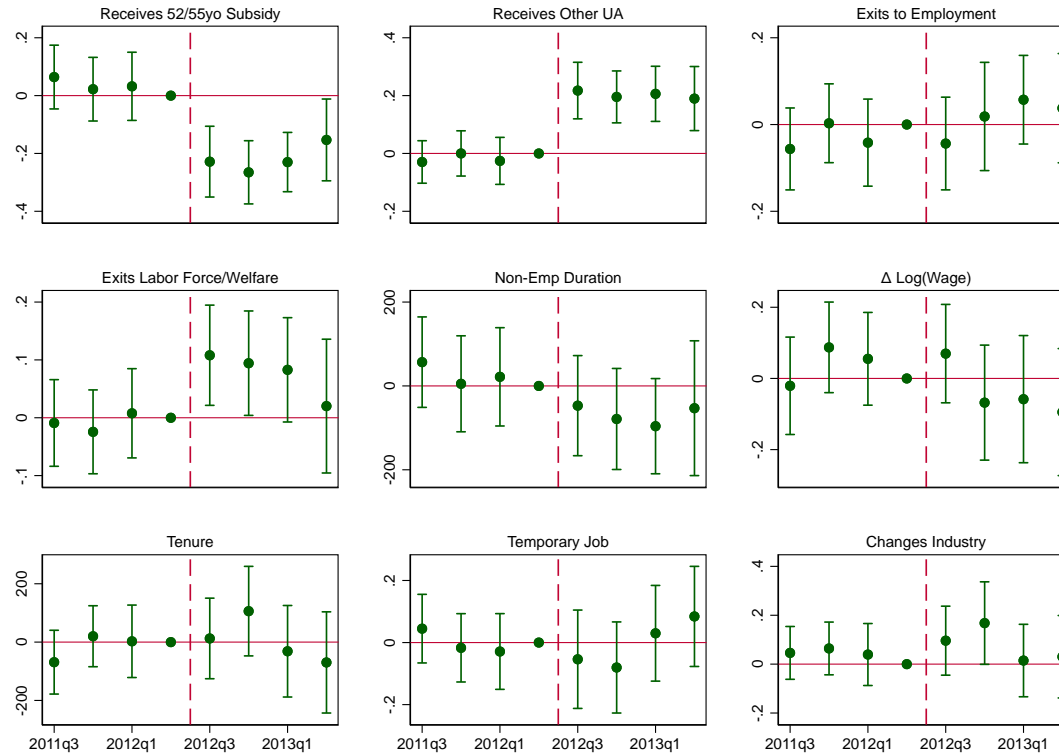 Receives 52/55yo Subsidy
.2
0
-.2
-.4
Receives Other UA
.4
.2
0
-.2
Exits to Employment
.2
0
-.2
Exits Labor Force/Welfare
.2
.1
0
-.1
Non-Emp Duration
200
0
-200
Δ Log(Wage)
.2
0
-.2
Tenure
200
0
-200
2011q3 2012q1 2012q3 2013q1
Temporary Job
.2
0
-.2
2011q3 2012q1 2012q3 2013q1
Changes Industry
.4
.2
0
-.2
2011q3 2012q1 2012q3 2013q1